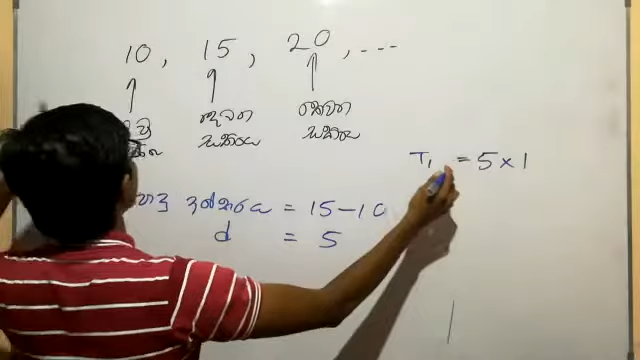 10, 15, 20, ...
දෙවන තෙවන
පදය පදය
T₁ = 5 × 1
පොදු අන්තරය = 15 - 10
d = 5